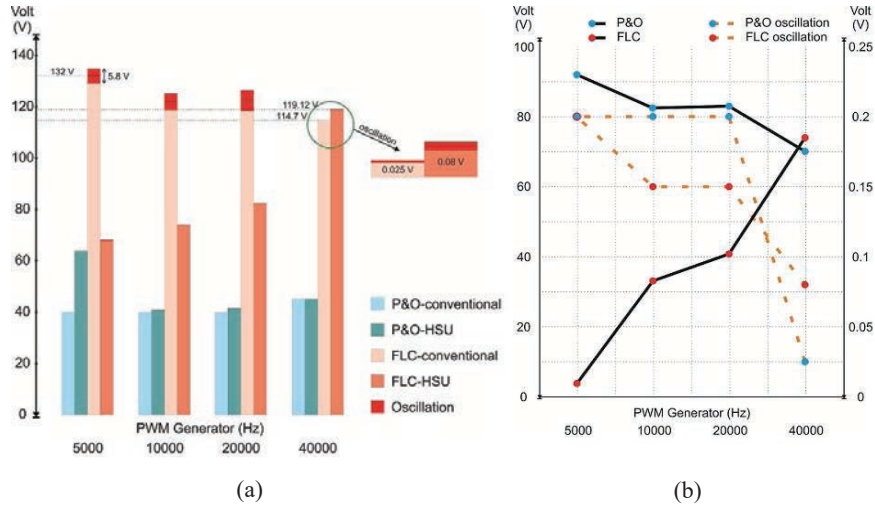 Volt
(V)
140
120
100
80
60
40
20
0
132 V
5.8 V
119.12 V
114.7 V
oscillation
0.025 V
0.08 V
P&O-conventional
P&O-HSU
FLC-conventional
FLC-HSU
Oscillation
PWM Generator (Hz)
5000 10000 20000 40000
(a)
Volt
(V)
P&O
FLC
P&O oscillation
FLC oscillation
Volt
(V)
100
80
60
40
20
0
0.25
0.2
0.15
0.1
0.05
0
PWM Generator (Hz)
5000 10000 20000 40000
(b)